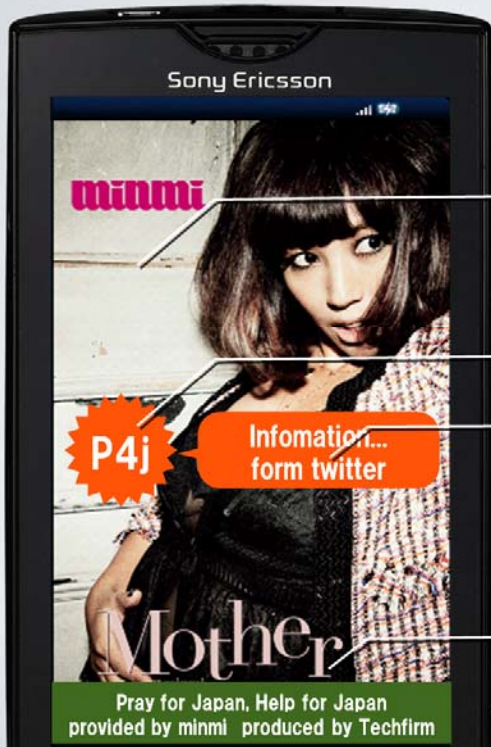 Sony Ericsson
minmi
P4j
Infomation...
form twitter
Mother
Pray for Japan, Help for Japan
provided by minmi produced by Techfirm